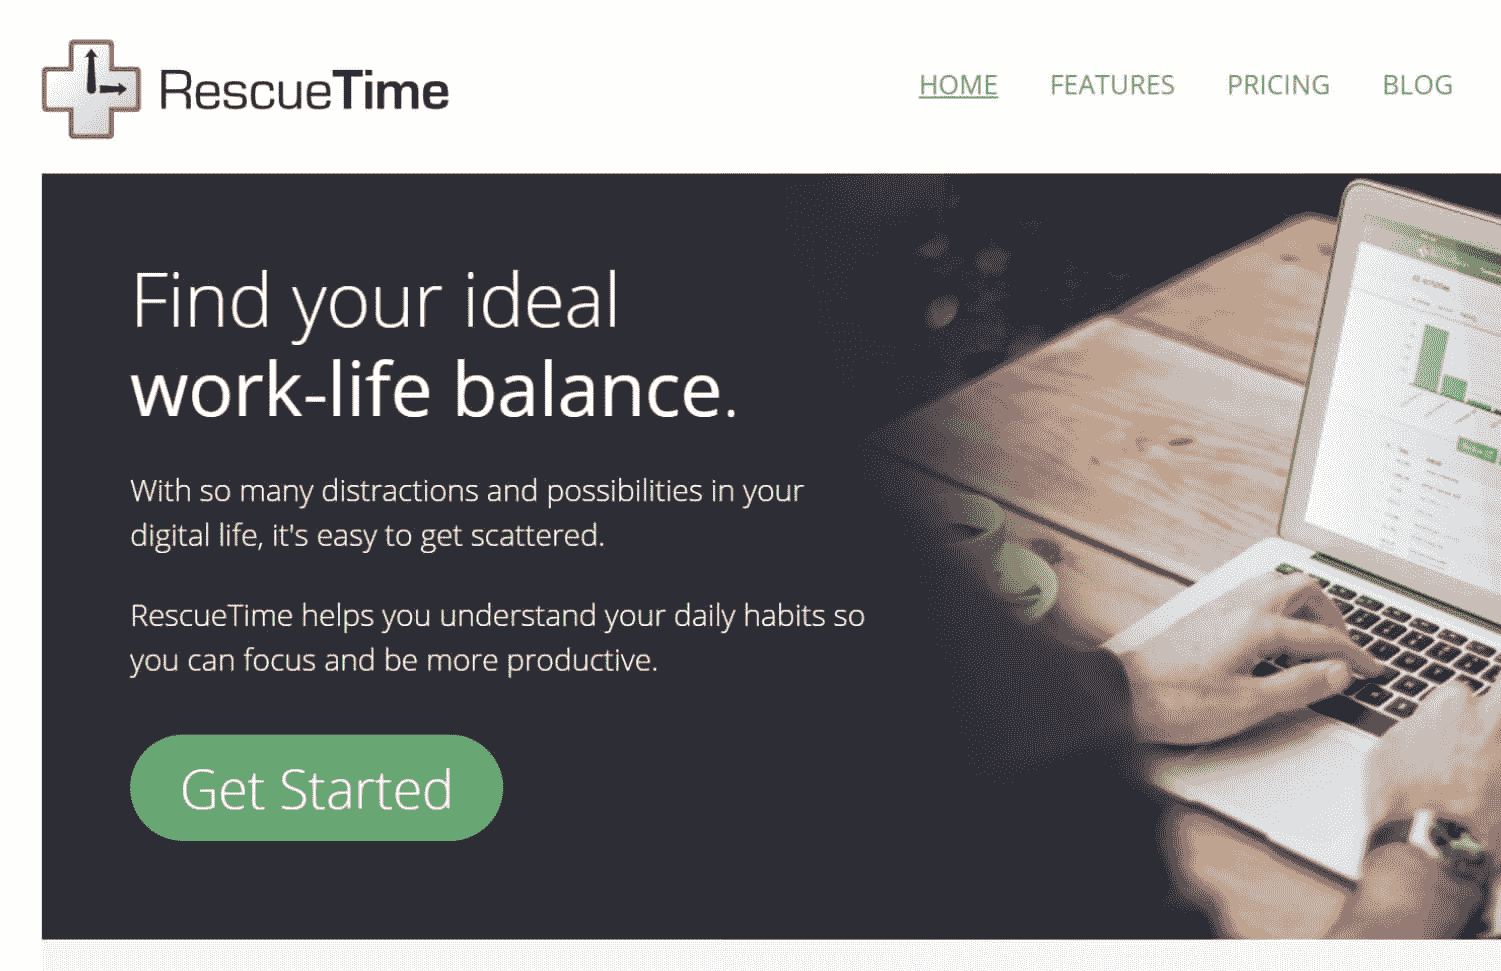 RescueTime
HOME FEATURES PRICING BLOG
Find your ideal
work-life balance.
With so many distractions and possibilities in your
digital life, it's easy to get scattered.
RescueTime helps you understand your daily habits so
you can focus and be more productive.
Get Started